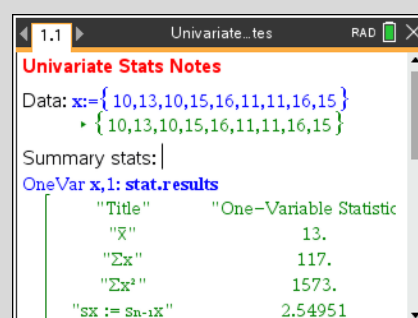 1.1 Univariate…tes RAD
Univariate Stats Notes
Data: x:={10,13,10,15,16,11,11,16,15}
▸ {10,13,10,15,16,11,11,16,15}
Summary stats:
OneVar x,1: stat.results
"Title" "One−Variable Statistic
"x̄" 13.
"Σx" 117.
"Σx²" 1573.
"sx := sₙ₋₁x" 2.54951